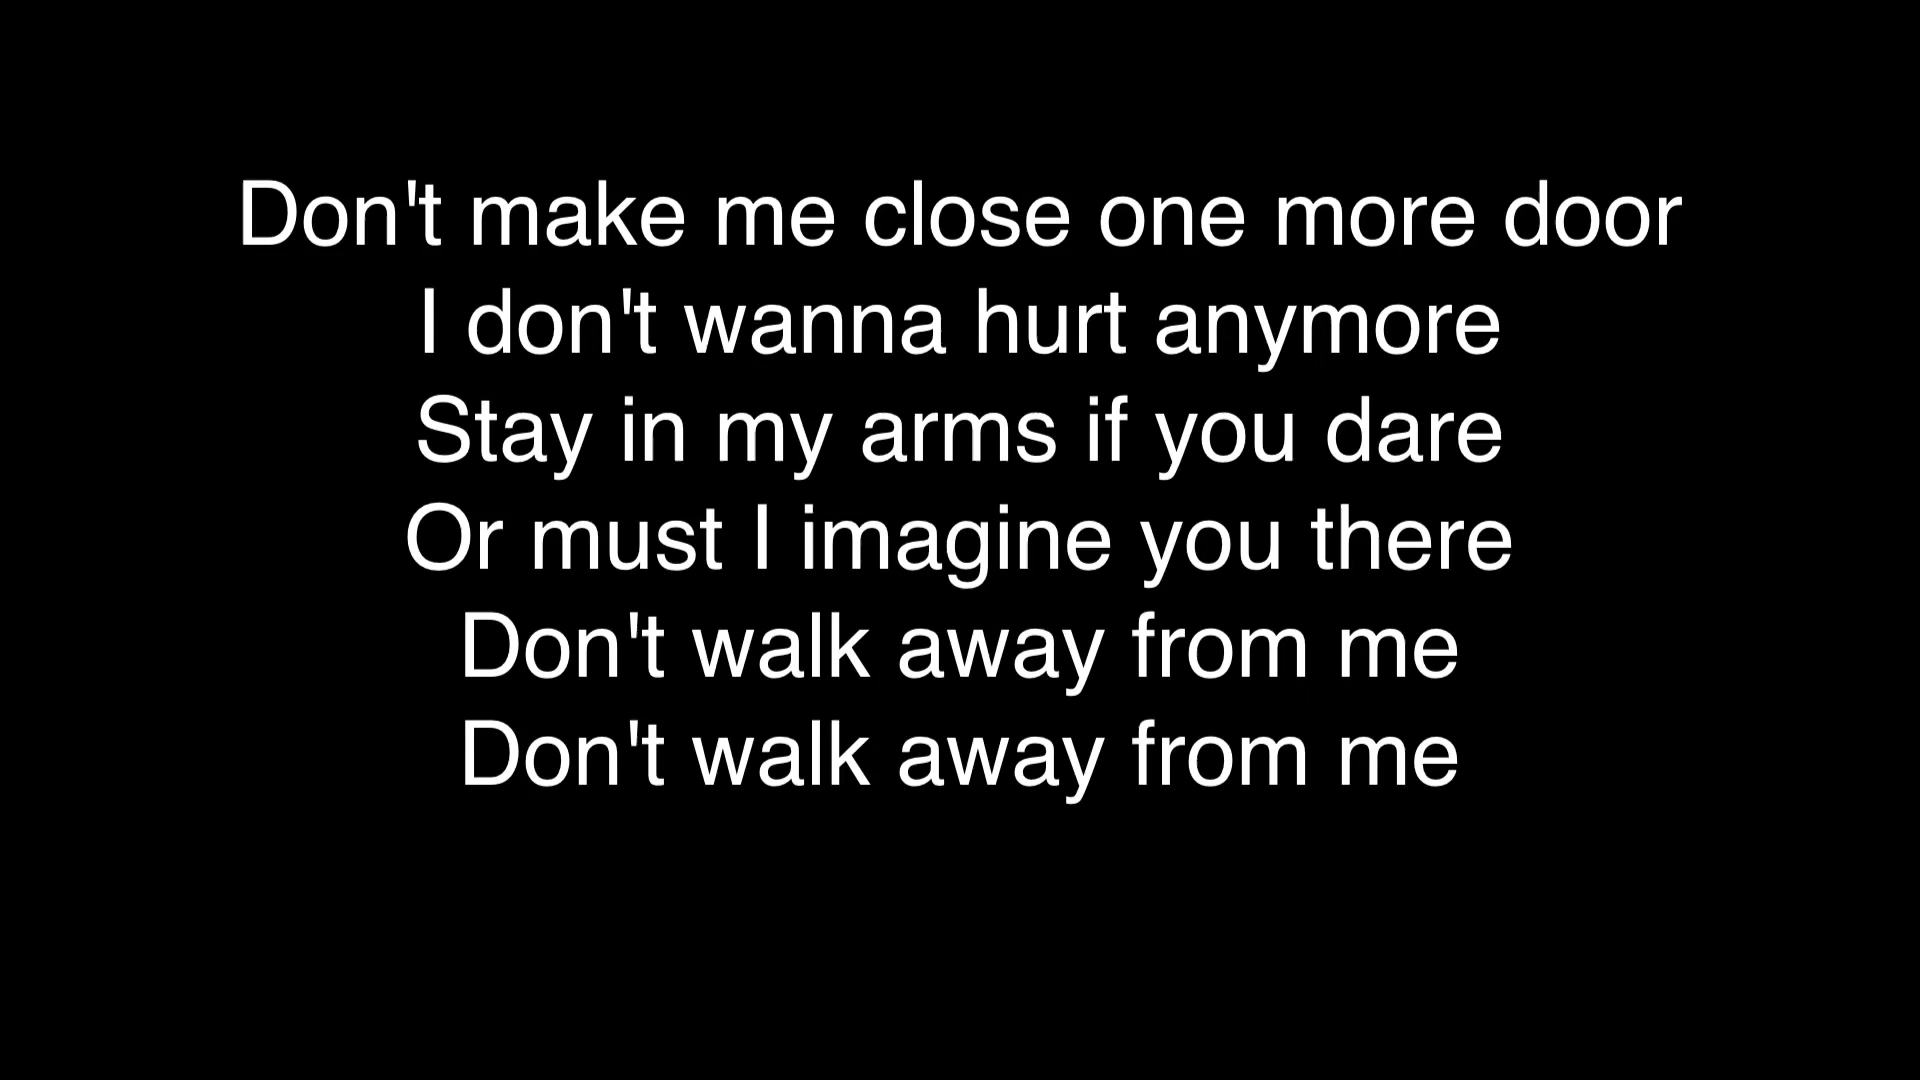 Don't make me close one more door
I don't wanna hurt anymore
Stay in my arms if you dare
Or must I imagine you there
Don't walk away from me
Don't walk away from me